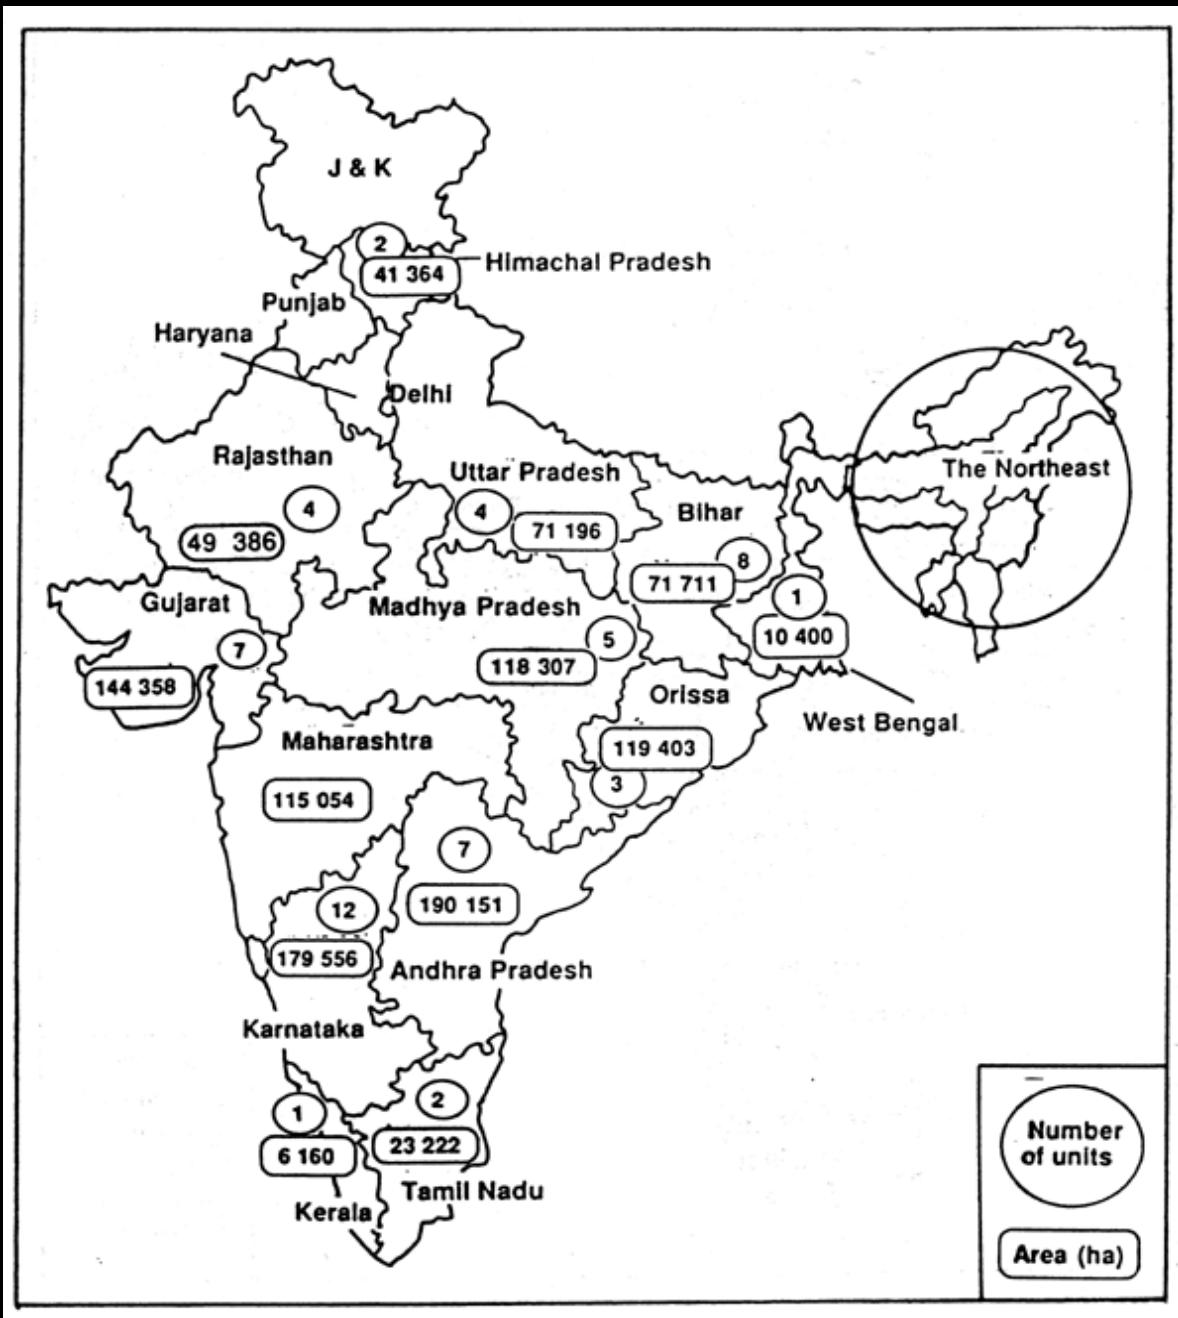 J & K
2
41 364
Himachal Pradesh
Punjab
Haryana
Delhi
Rajasthan
4
49 386
Uttar Pradesh
4
71 196
Bihar
8
71 711
The Northeast
Gujarat
7
144 358
Madhya Pradesh
5
118 307
1
10 400
West Bengal
Orissa
119 403
3
Maharashtra
115 054
7
190 151
Andhra Pradesh
12
179 556
Karnataka
1
6 160
Kerala
2
23 222
Tamil Nadu
Number
of units
Area (ha)